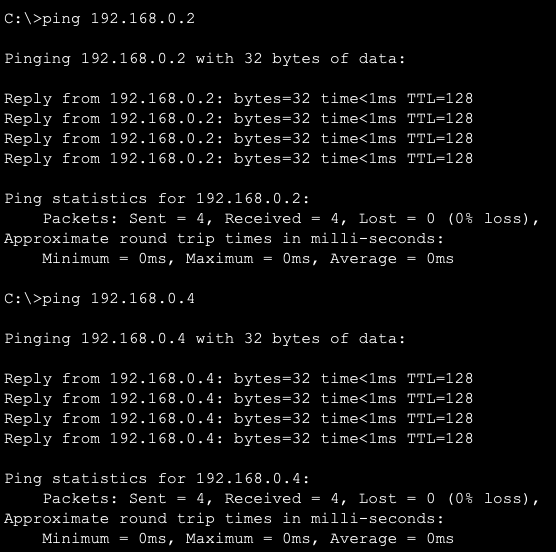 C:\>ping 192.168.0.2
Pinging 192.168.0.2 with 32 bytes of data:
Reply from 192.168.0.2: bytes=32 time<1ms TTL=128
Reply from 192.168.0.2: bytes=32 time<1ms TTL=128
Reply from 192.168.0.2: bytes=32 time<1ms TTL=128
Reply from 192.168.0.2: bytes=32 time<1ms TTL=128
Ping statistics for 192.168.0.2:
    Packets: Sent = 4, Received = 4, Lost = 0 (0% loss),
Approximate round trip times in milli-seconds:
    Minimum = 0ms, Maximum = 0ms, Average = 0ms
C:\>ping 192.168.0.4
Pinging 192.168.0.4 with 32 bytes of data:
Reply from 192.168.0.4: bytes=32 time<1ms TTL=128
Reply from 192.168.0.4: bytes=32 time<1ms TTL=128
Reply from 192.168.0.4: bytes=32 time<1ms TTL=128
Reply from 192.168.0.4: bytes=32 time<1ms TTL=128
Ping statistics for 192.168.0.4:
    Packets: Sent = 4, Received = 4, Lost = 0 (0% loss),
Approximate round trip times in milli-seconds:
    Minimum = 0ms, Maximum = 0ms, Average = 0ms